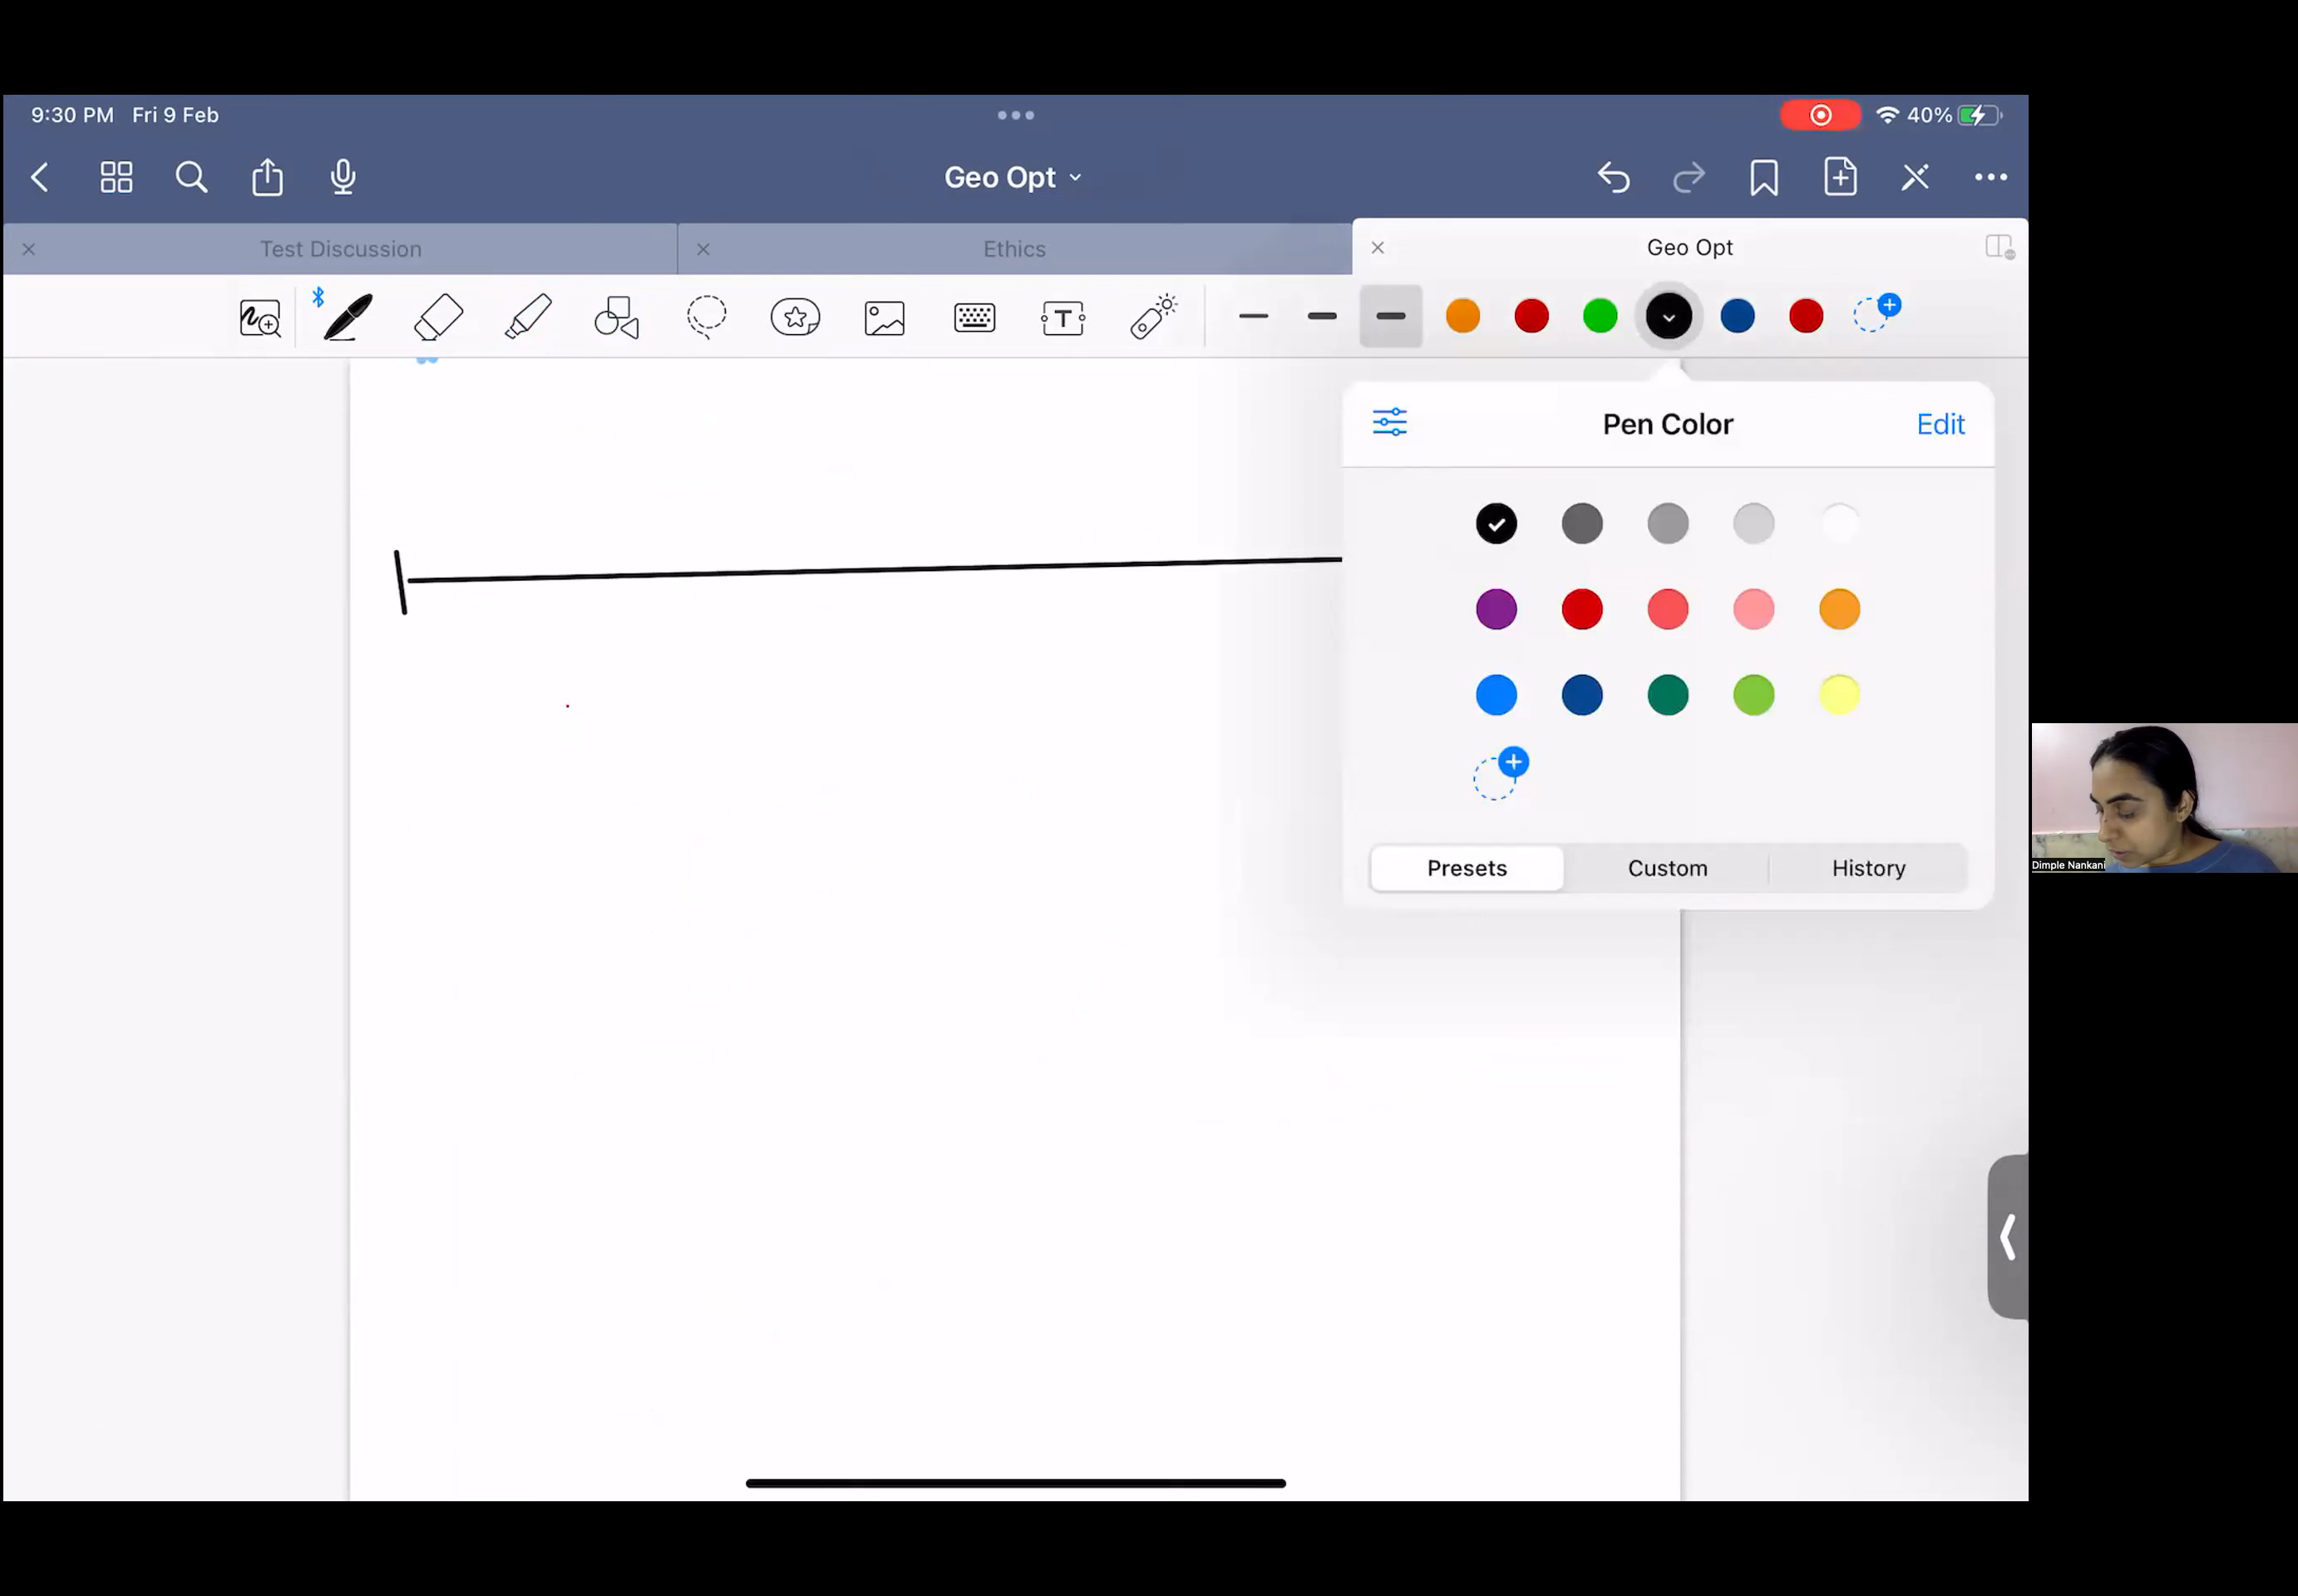 9:30 PM Fri 9 Feb
40%
Geo Opt
Test Discussion
Ethics
Geo Opt
T
Pen Color
Edit
Presets
Custom
History
Dimple Nankani